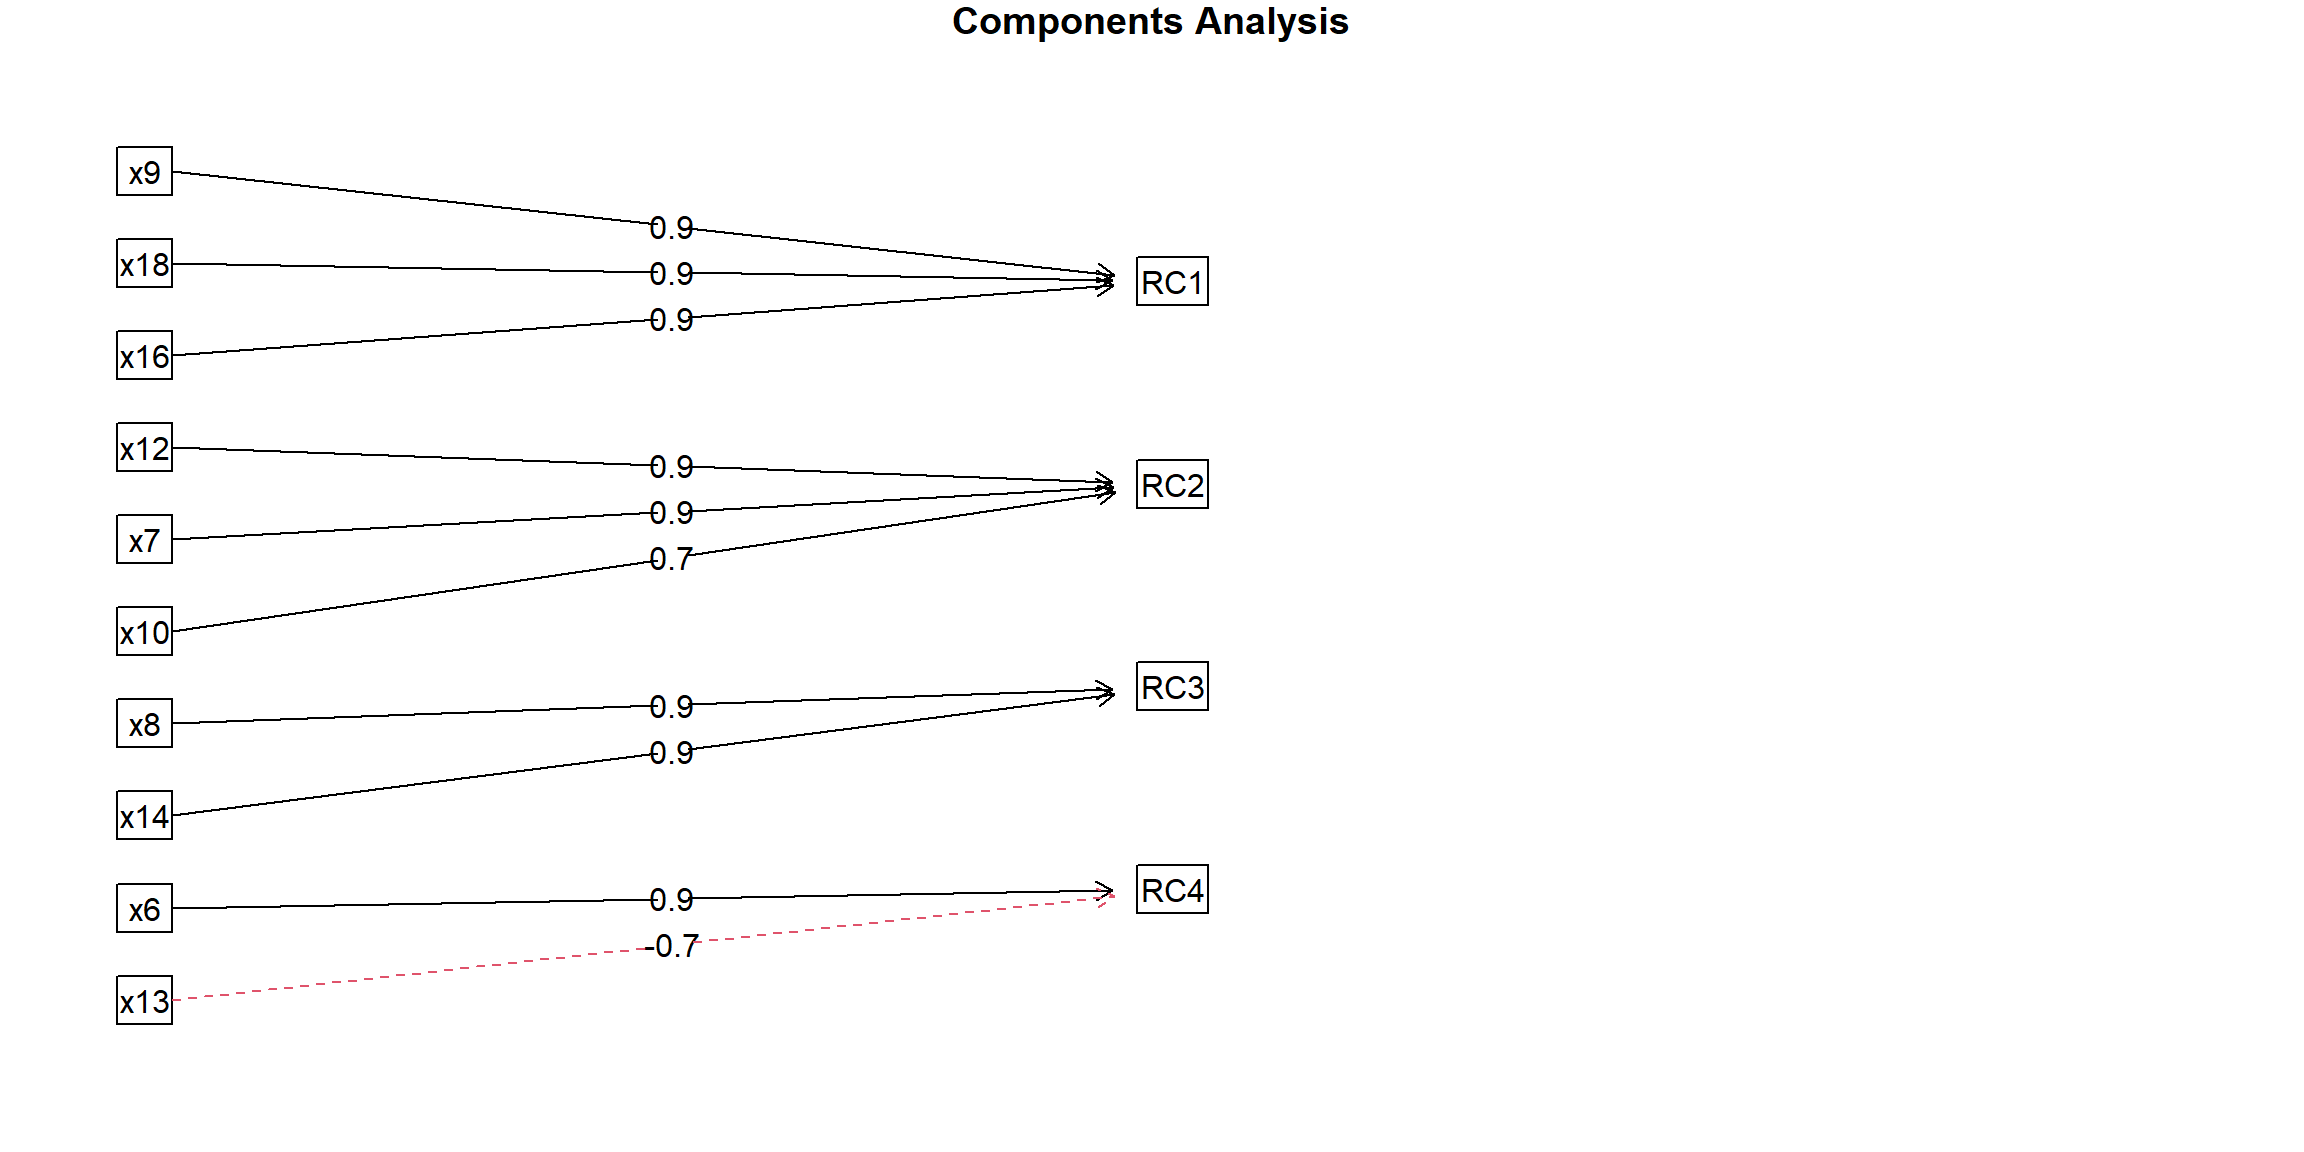 Components Analysis
x9
0.9
x18
0.9
RC1
x16
0.9
x12
0.9
RC2
x7
0.9
x10
0.7
x8
0.9
RC3
x14
0.9
x6
0.9
RC4
x13
-0.7